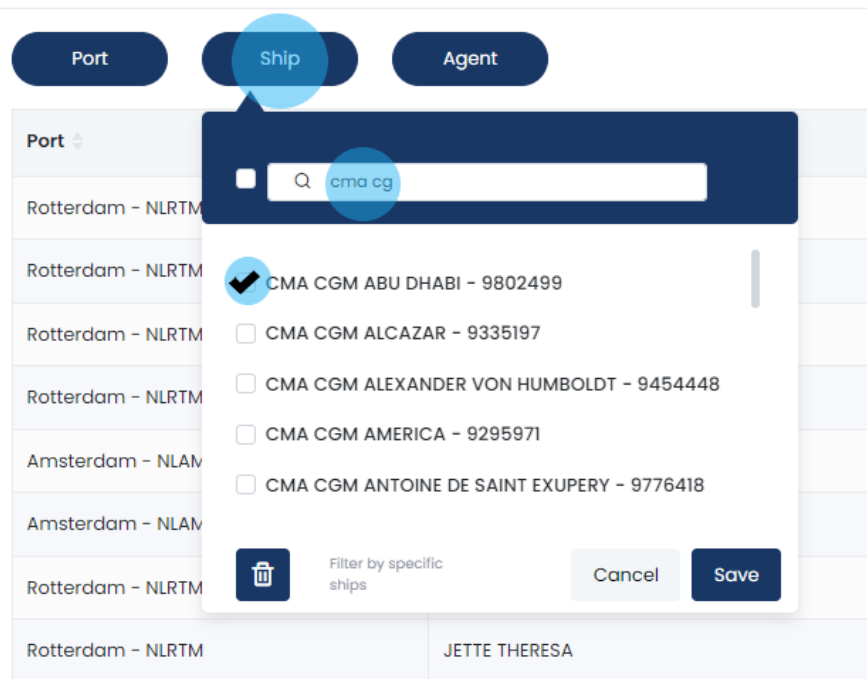 Port
Ship
Agent
Port
cma cg
Rotterdam - NLRTM
Rotterdam - NLRTM
CMA CGM ABU DHABI - 9802499
Rotterdam - NLRTM
CMA CGM ALCAZAR - 9335197
Rotterdam - NLRTM
CMA CGM ALEXANDER VON HUMBOLDT - 9454448
Amsterdam - NLAM
CMA CGM AMERICA - 9295971
Amsterdam - NLAM
CMA CGM ANTOINE DE SAINT EXUPERY - 9776418
Rotterdam - NLRTM
Filter by specific
ships
Cancel
Save
Rotterdam - NLRTM
JETTE THERESA